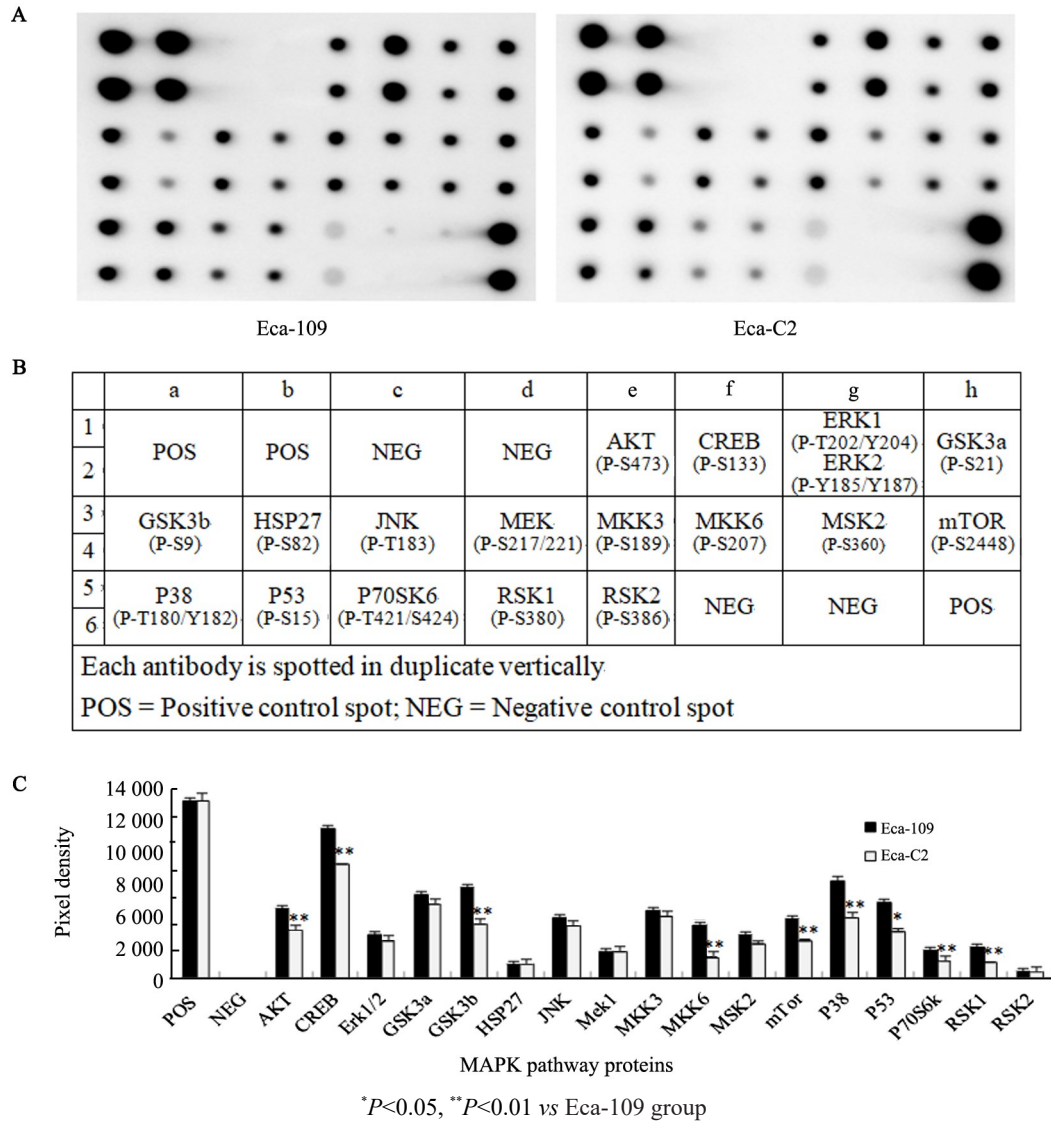 A
Eca-109 Eca-C2
B
a b c d e f g h
1
2
POS POS NEG NEG AKT (P-S473) CREB (P-S133) ERK1 (P-T202/Y204) ERK2 (P-Y185/Y187) GSK3a (P-S21)
3
4
GSK3b (P-S9) HSP27 (P-S82) JNK (P-T183) MEK (P-S217/221) MKK3 (P-S189) MKK6 (P-S207) MSK2 (P-S360) mTOR (P-S2448)
5
6
P38 (P-T180/Y182) P53 (P-S15) P70SK6 (P-T421/S424) RSK1 (P-S380) RSK2 (P-S386) NEG NEG POS
Each antibody is spotted in duplicate vertically
POS = Positive control spot; NEG = Negative control spot
C
Pixel density
14 000
12 000
10 000
8 000
6 000
4 000
2 000
0
Eca-109
Eca-C2
** ** ** ** ** ** * ** **
POS NEG AKT CREB Erk1/2 GSK3a GSK3b HSP27 JNK Mek1 MKK3 MKK6 MSK2 mTor P38 P53 P70S6k RSK1 RSK2
MAPK pathway proteins
*P<0.05, **P<0.01 vs Eca-109 group